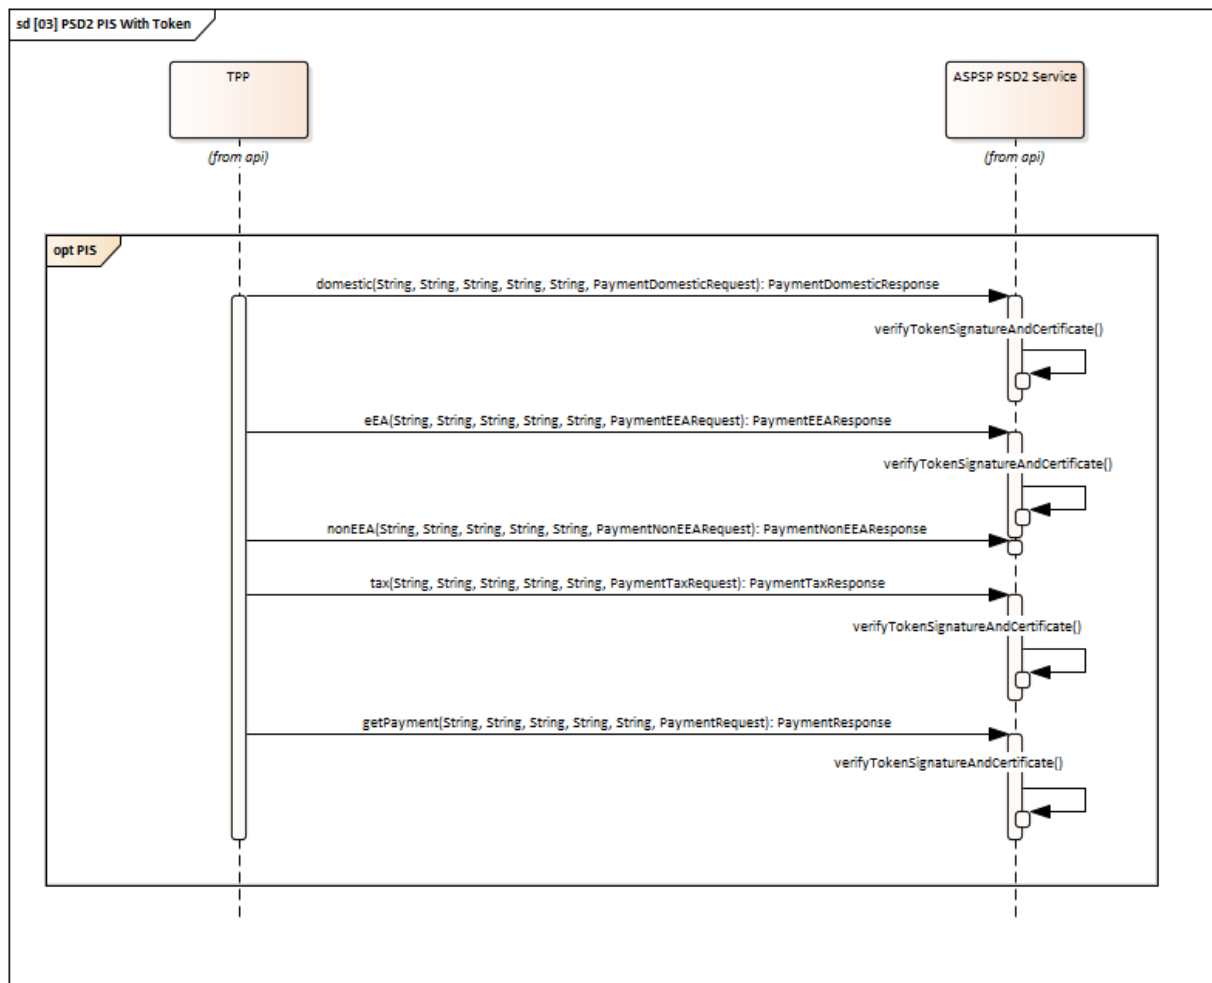 sd [03] PSD2 PIS With Token
TPP
ASPSP PSD2 Service
(from api)
(from api)
opt PIS
domestic(String, String, String, String, String, PaymentDomesticRequest): PaymentDomesticResponse
verifyTokenSignatureAndCertificate()
eEA(String, String, String, String, String, PaymentEEARequest): PaymentEEAResponse
verifyTokenSignatureAndCertificate()
nonEEA(String, String, String, String, String, PaymentNonEEARequest): PaymentNonEEAResponse
tax(String, String, String, String, String, PaymentTaxRequest): PaymentTaxResponse
verifyTokenSignatureAndCertificate()
getPayment(String, String, String, String, String, PaymentRequest): PaymentResponse
verifyTokenSignatureAndCertificate()